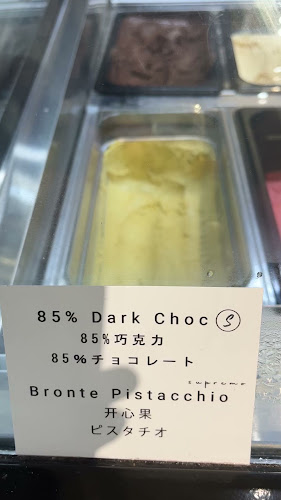 85% Dark Choc S
85%巧克力
85%チョコレート
supremo
Bronte Pistacchio
开心果
ピスタチオ